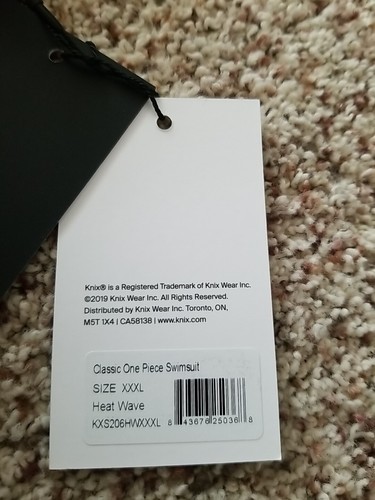 Knix® is a Registered Trademark of Knix Wear Inc.
©2019 Knix Wear Inc. All Rights Reserved.
Distributed by Knix Wear Inc. Toronto, ON,
M5T 1X4 | CA58138 | www.knix.com
Classic One Piece Swimsuit
SIZE XXXL
Heat Wave
KXS206HWXXXL
8 43676 25036 8